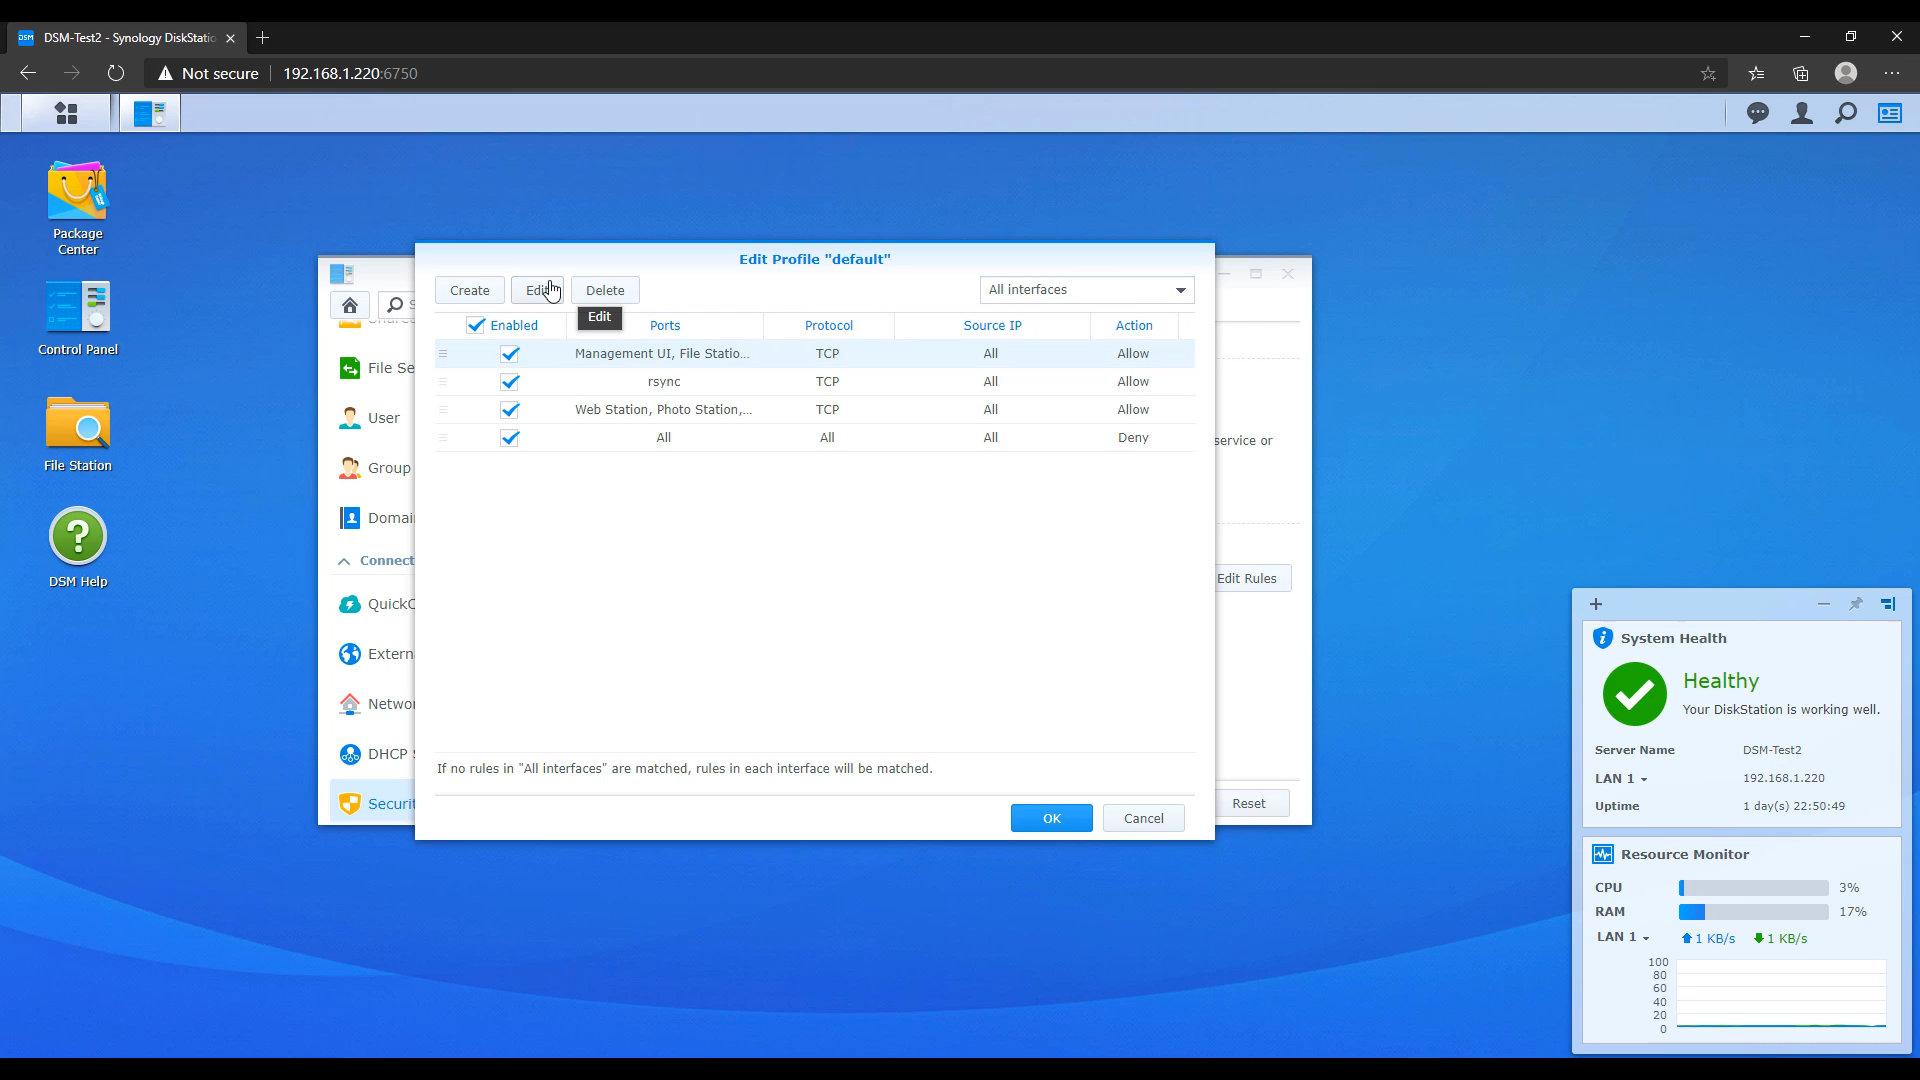 DSM-Test2 - Synology DiskStatio
Not secure
192.168.1.220:6750
Package
Center
Control Panel
File Station
DSM Help
Edit Profile "default"
Create
Edit
Delete
All interfaces
Edit
Enabled
Ports
Protocol
Source IP
Action
Management UI, File Statio...
TCP
All
Allow
rsync
TCP
All
Allow
Web Station, Photo Station,...
TCP
All
Allow
All
All
All
Deny
If no rules in "All interfaces" are matched, rules in each interface will be matched.
OK
Cancel
S
File Se
User
Group
Domai
Connect
QuickC
Extern
Netwo
DHCP
Securit
service or
Edit Rules
Reset
System Health
Healthy
Your DiskStation is working well.
Server Name
DSM-Test2
LAN 1
192.168.1.220
Uptime
1 day(s) 22:50:49
Resource Monitor
CPU
3%
RAM
17%
LAN 1
1 KB/s
1 KB/s
100
80
60
40
20
0